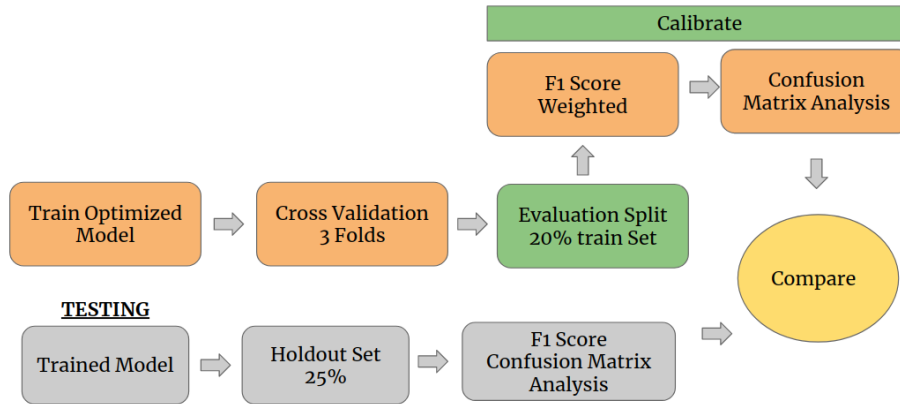 Calibrate
F1 Score
Weighted
Confusion
Matrix Analysis
Train Optimized
Model
Cross Validation
3 Folds
Evaluation Split
20% train Set
Compare
TESTING
Trained Model
Holdout Set
25%
F1 Score
Confusion Matrix
Analysis